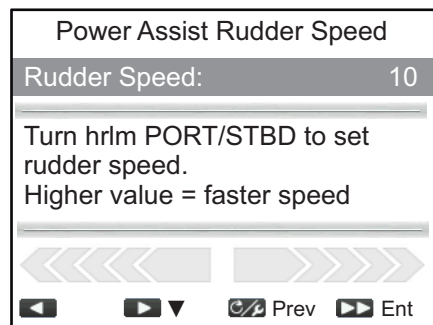 Power Assist Rudder Speed
Rudder Speed: 10
Turn hrlm PORT/STBD to set
rudder speed.
Higher value = faster speed
Prev Ent